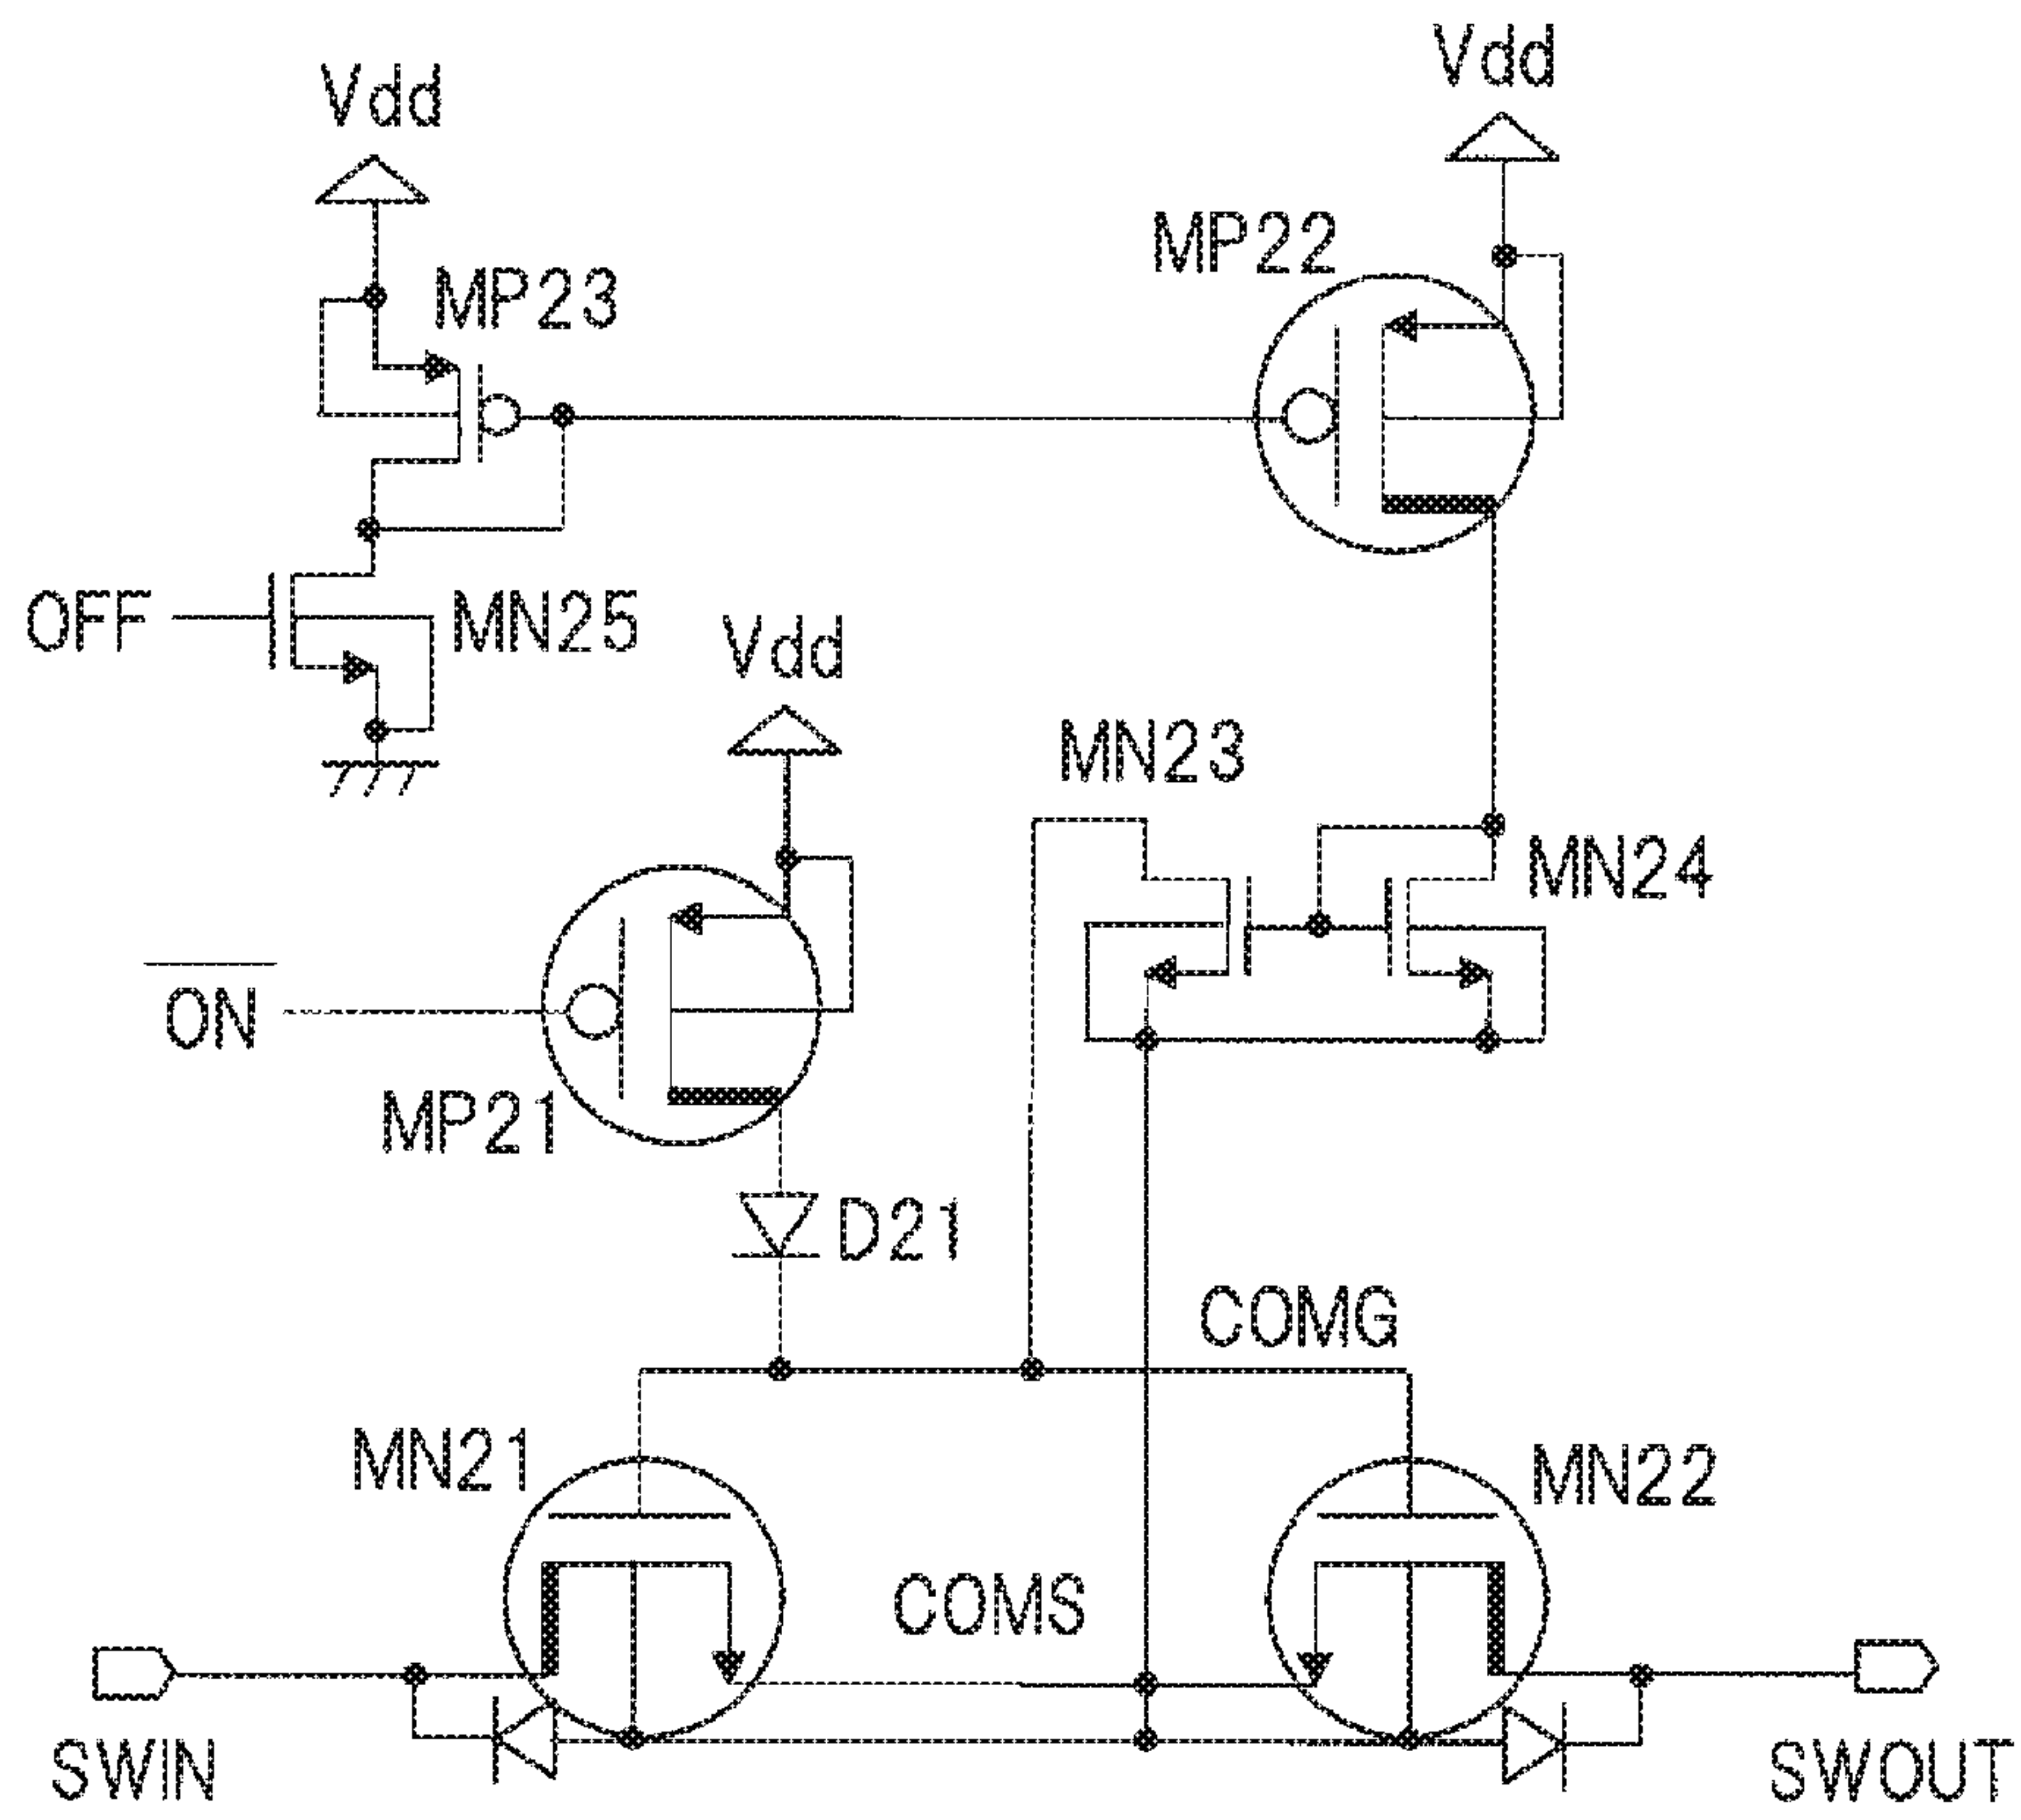 Vdd
Vdd
MP22
MP23
OFF
MN25
Vdd
MN23
MN24
ON
MP21
D21
COMG
MN21
MN22
COMS
SWIN
SWOUT